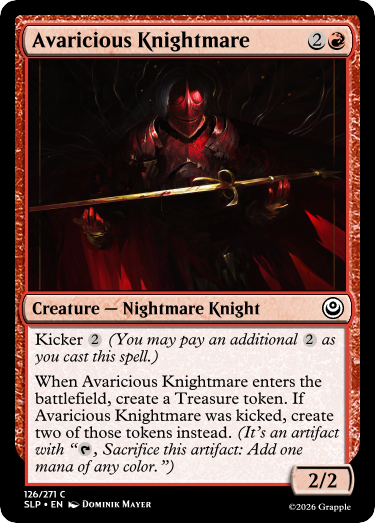 Avaricious Knightmare 2
Creature — Nightmare Knight
Kicker 2 (You may pay an additional 2 as
you cast this spell.)
When Avaricious Knightmare enters the
battlefield, create a Treasure token. If
Avaricious Knightmare was kicked, create
two of those tokens instead. (It's an artifact
with “, Sacrifice this artifact: Add one
mana of any color.”)
2/2
126/271 C
SLP • EN DOMINIK MAYER
©2026 Grapple